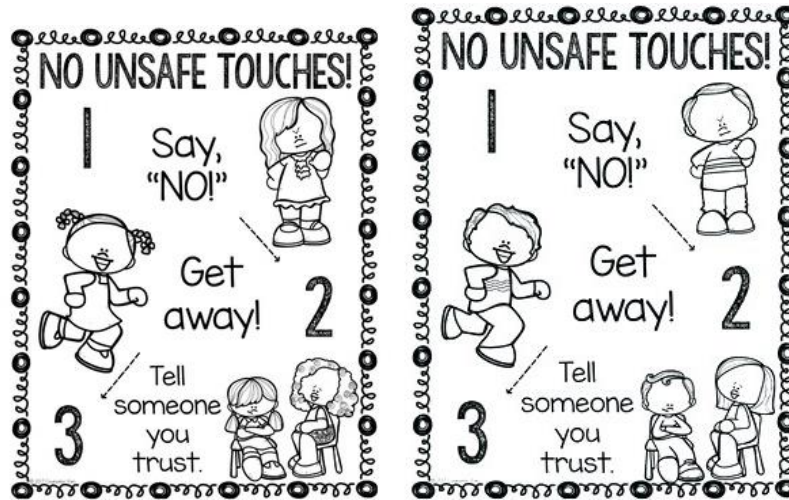 NO UNSAFE TOUCHES!
1
Say,
"NO!"
Get
away!
2
3
Tell
someone
you
trust.
NO UNSAFE TOUCHES!
1
Say,
"NO!"
Get
away!
2
3
Tell
someone
you
trust.